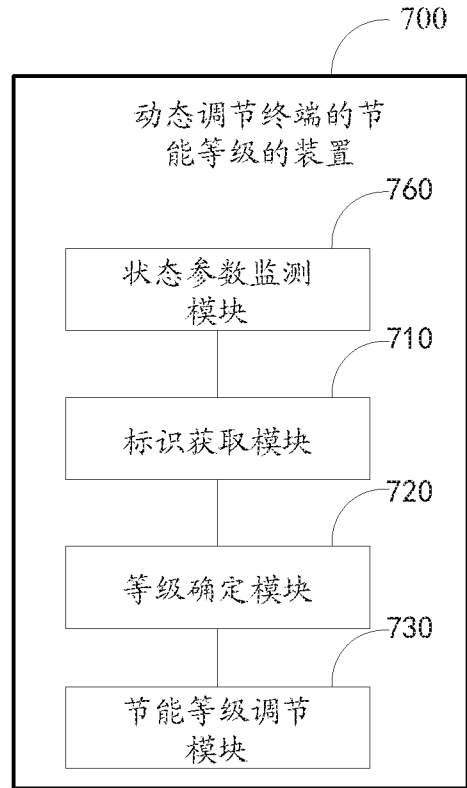 700
动态调节终端的节
能等级的装置
760
状态参数监测
模块
710
标识获取模块
720
等级确定模块
730
节能等级调节
模块